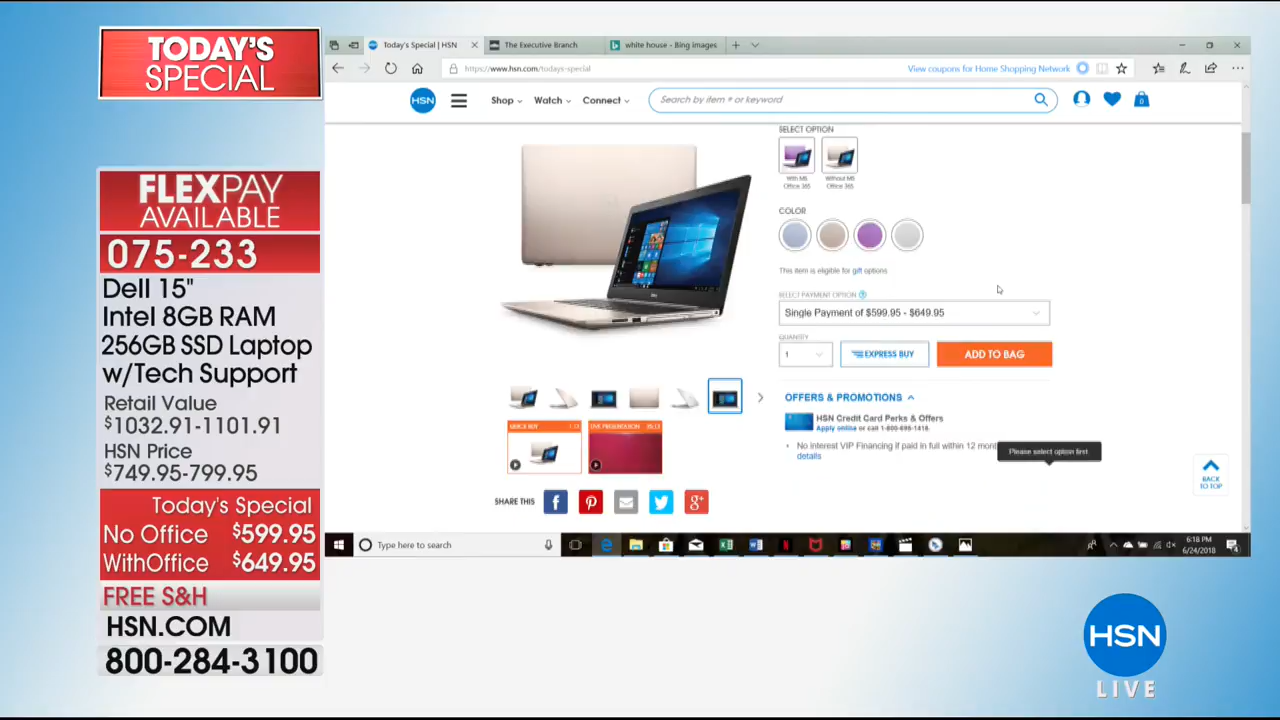 TODAY'S
SPECIAL
FLEXPAY
AVAILABLE
075-233
Dell 15"
Intel 8GB RAM
256GB SSD Laptop
w/Tech Support
Retail Value
$1032.91-1101.91
HSN Price
$749.95-799.95
Today's Special
No Office $599.95
WithOffice $649.95
FREE S&H
HSN.COM
800-284-3100
Today's Special | HSN
The Executive Branch
white house - Bing images
https://www.hsn.com/todays-special
View coupons for Home Shopping Network
HSN
Shop
Watch
Connect
Search by item # or keyword
0
SELECT OPTION
With MS
Office 365
Without MS
Office 365
COLOR
This item is eligible for gift options
SELECT PAYMENT OPTION
Single Payment of $599.95 - $649.95
QUANTITY
1
EXPRESS BUY
ADD TO BAG
OFFERS & PROMOTIONS
HSN Credit Card Perks & Offers
Apply online or call 1-800-695-1418
No interest VIP Financing if paid in full within 12
details
Please select option first
BACK
TO TOP
LIVE PRESENTATION
SHARE THIS
Type here to search
6:18 PM
6/24/2018
HSN
LIVE